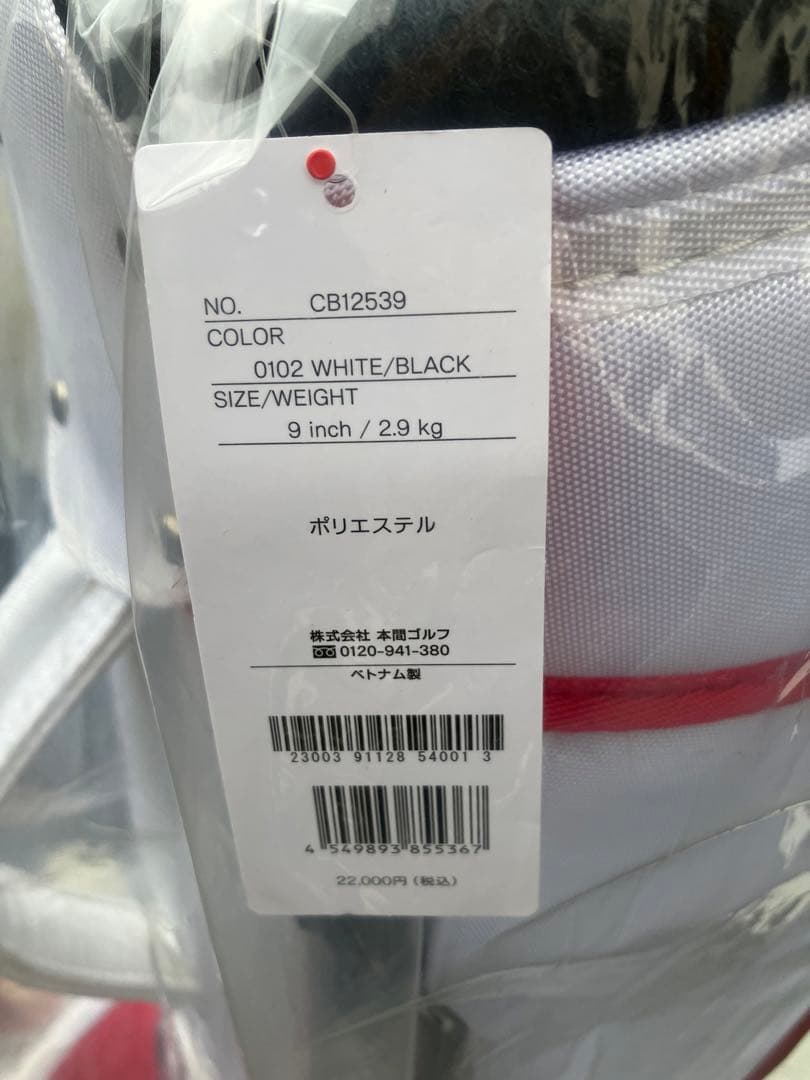 NO. CB12539
COLOR
0102 WHITE/BLACK
SIZE/WEIGHT
9 inch / 2.9 kg
ポリエステル
株式会社 本間ゴルフ
0120-941-380
ベトナム製
23003 91128 54001 3
4 549893 855367
22,000円(税込)